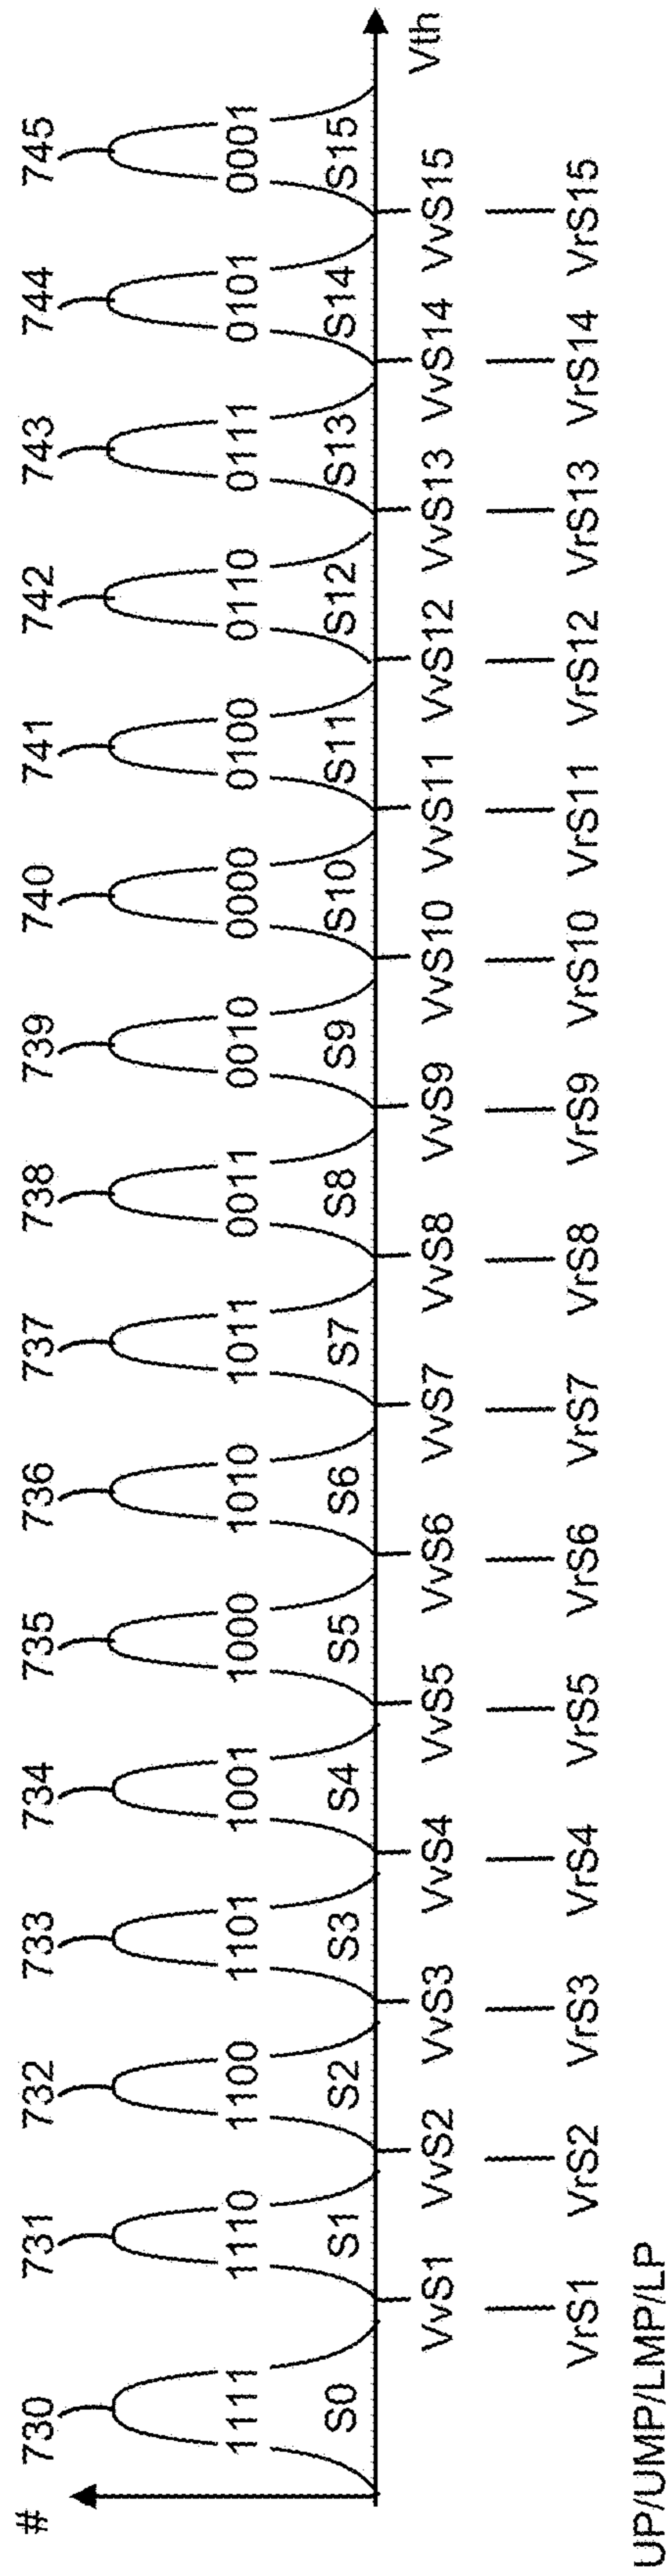 #
730 731 732 733 734 735 736 737 738 739 740 741 742 743 744 745
1111 1110 1100 1101 1001 1000 1010 1011 0011 0010 0000 0100 0110 0111 0101 0001
S0 S1 S2 S3 S4 S5 S6 S7 S8 S9 S10 S11 S12 S13 S14 S15
VvS1 VvS2 VvS3 VvS4 VvS5 VvS6 VvS7 VvS8 VvS9 VvS10 VvS11 VvS12 VvS13 VvS14 VvS15 Vth
VrS1 VrS2 VrS3 VrS4 VrS5 VrS6 VrS7 VrS8 VrS9 VrS10 VrS11 VrS12 VrS13 VrS14 VrS15
UP/UMP/LMP/LP